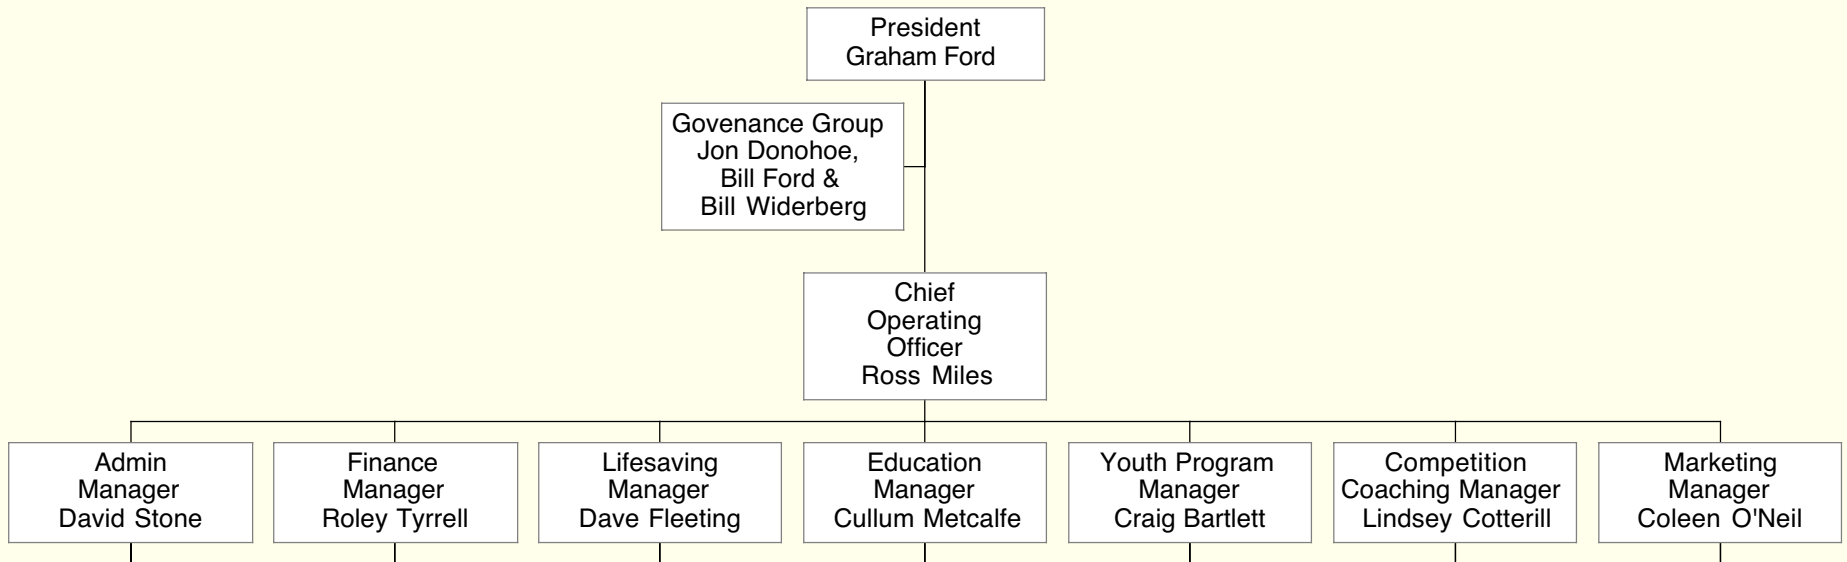 President
Graham Ford
Govenance Group
Jon Donohoe,
Bill Ford &
Bill Widerberg
Chief
Operating
Officer
Ross Miles
Admin
Manager
David Stone
Finance
Manager
Roley Tyrrell
Lifesaving
Manager
Dave Fleeting
Education
Manager
Cullum Metcalfe
Youth Program
Manager
Craig Bartlett
Competition
Coaching Manager
Lindsey Cotterill
Marketing
Manager
Coleen O'Neil